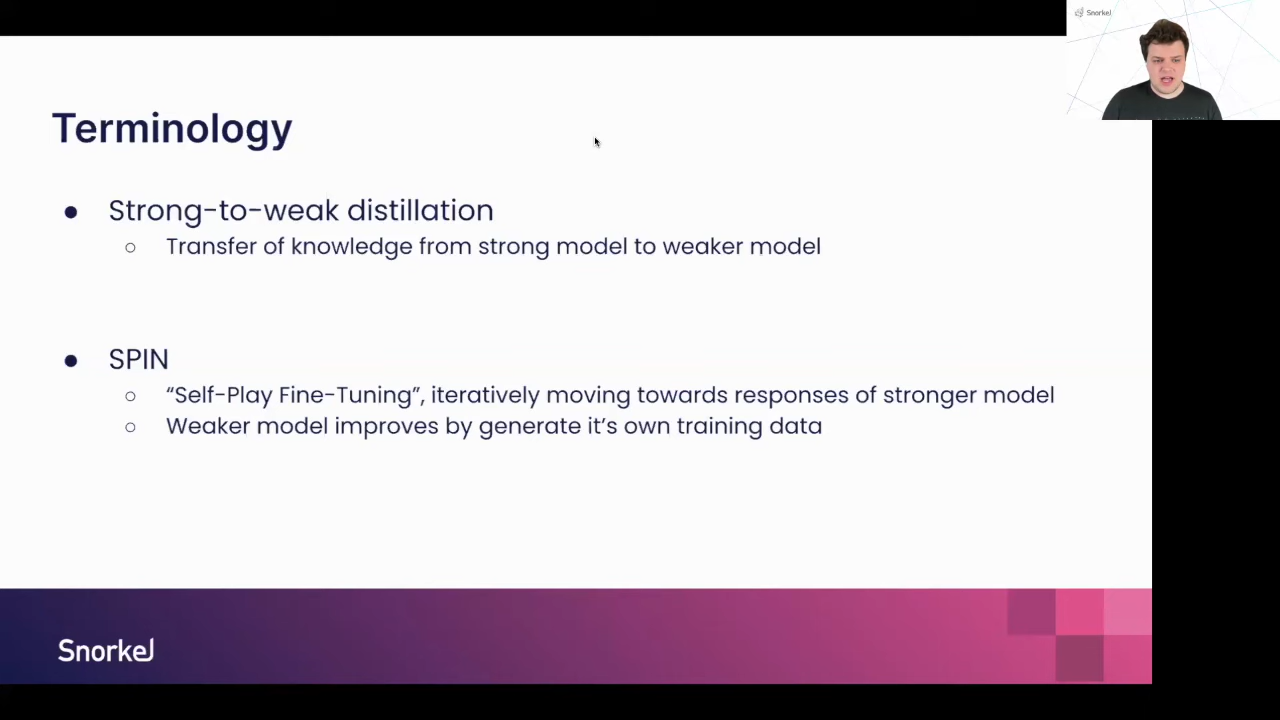 Snorkel
Terminology
● Strong-to-weak distillation
○ Transfer of knowledge from strong model to weaker model
● SPIN
○ “Self-Play Fine-Tuning”, iteratively moving towards responses of stronger model
○ Weaker model improves by generate it’s own training data
Snorkel